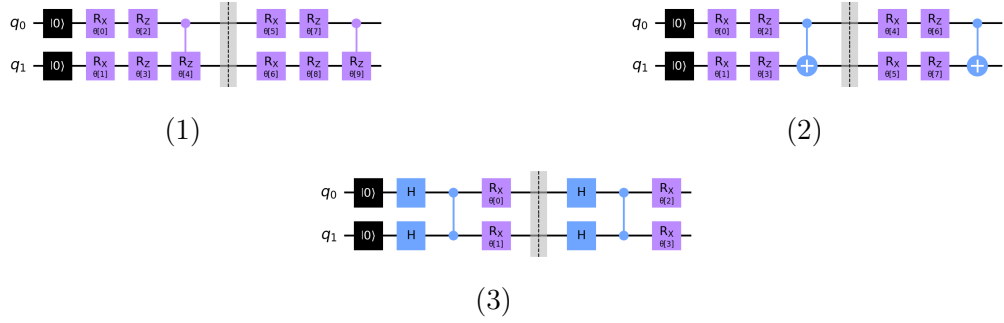 q0 |0⟩ RX θ[0] RZ θ[2] RX θ[5] RZ θ[7]
q1 |0⟩ RX θ[1] RZ θ[3] RZ θ[4] RX θ[6] RZ θ[8] RZ θ[9]
(1)
q0 |0⟩ RX θ[0] RZ θ[2] RX θ[4] RZ θ[6]
q1 |0⟩ RX θ[1] RZ θ[3] RX θ[5] RZ θ[7]
(2)
q0 |0⟩ H RX θ[0] H RX θ[2]
q1 |0⟩ H RX θ[1] H RX θ[3]
(3)